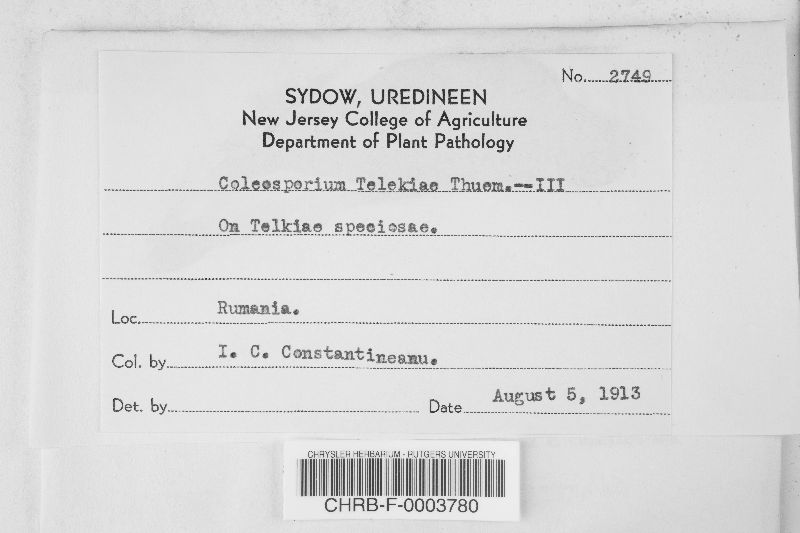 No. 2749
SYDOW, UREDINEEN
New Jersey College of Agriculture
Department of Plant Pathology
Coleosporium Telekiae Thuem.--III
On Telkiae speciosae.
Loc. Rumania.
Col. by I. C. Constantineanu.
Det. by Date August 5, 1913
CHRYSLER HERBARIUM - RUTGERS UNIVERSITY
CHRB-F-0003780